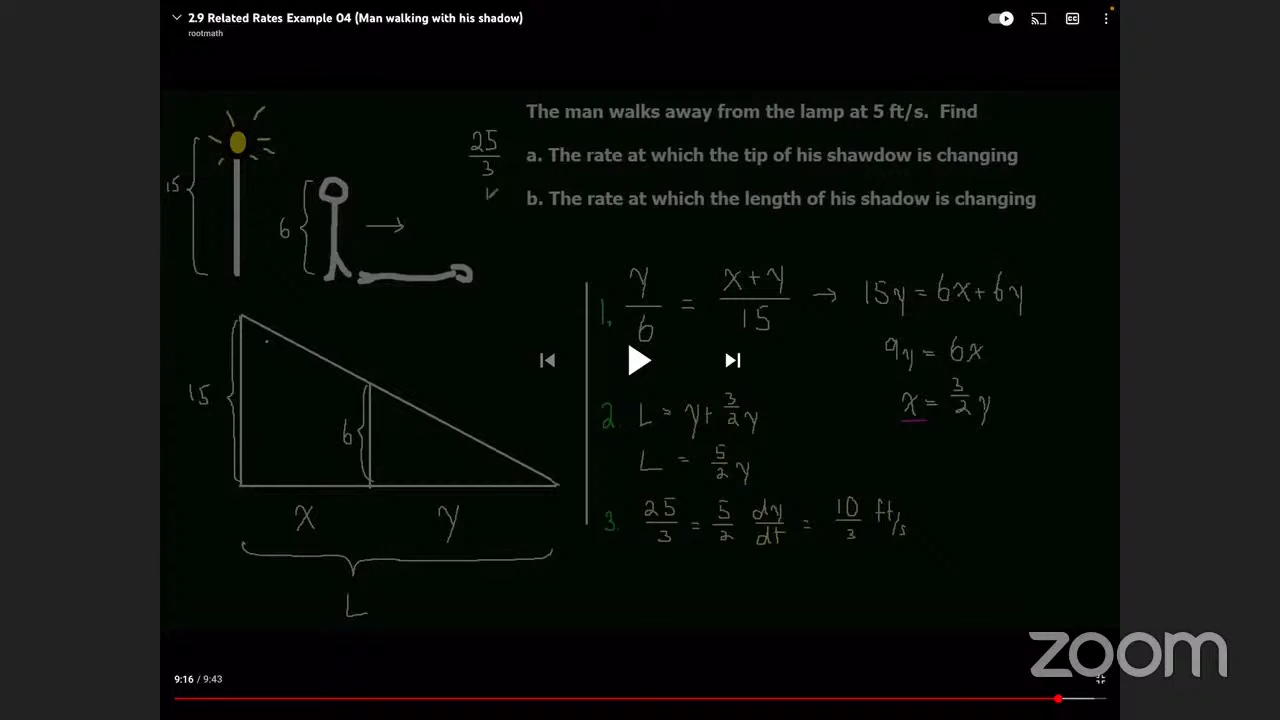 2.9 Related Rates Example 04 (Man walking with his shadow)
rootmath
The man walks away from the lamp at 5 ft/s. Find
25/3 a. The rate at which the tip of his shawdow is changing
✓ b. The rate at which the length of his shadow is changing
15
6
1. y/6 = (x+y)/15 → 15y = 6x+6y
9y = 6x
x = 3/2 y
2. L = y + 3/2 y
L = 5/2 y
3. 25/3 = 5/2 dy/dt = 10/3 ft/s
15
6
x y
L
zoom
9:16 / 9:43